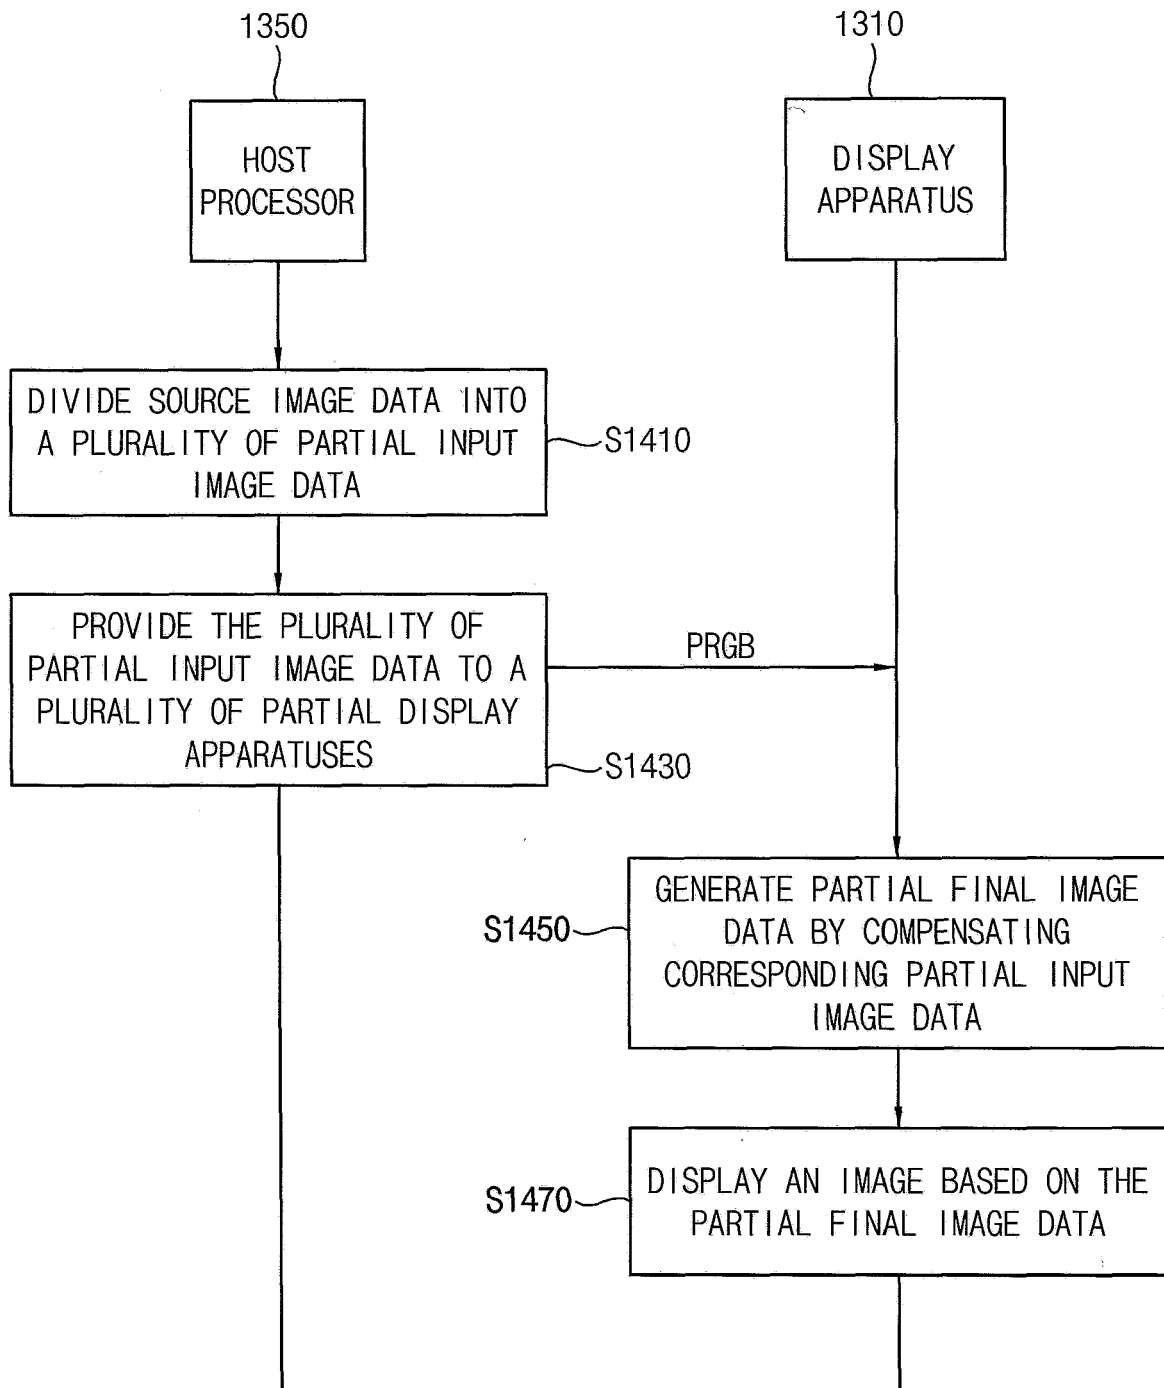 1350
1310
HOST
PROCESSOR
DISPLAY
APPARATUS
DIVIDE SOURCE IMAGE DATA INTO
A PLURALITY OF PARTIAL INPUT
IMAGE DATA
S1410
PROVIDE THE PLURALITY OF
PARTIAL INPUT IMAGE DATA TO A
PLURALITY OF PARTIAL DISPLAY
APPARATUSES
S1430
PRGB
GENERATE PARTIAL FINAL IMAGE
DATA BY COMPENSATING
CORRESPONDING PARTIAL INPUT
IMAGE DATA
S1450
DISPLAY AN IMAGE BASED ON THE
PARTIAL FINAL IMAGE DATA
S1470